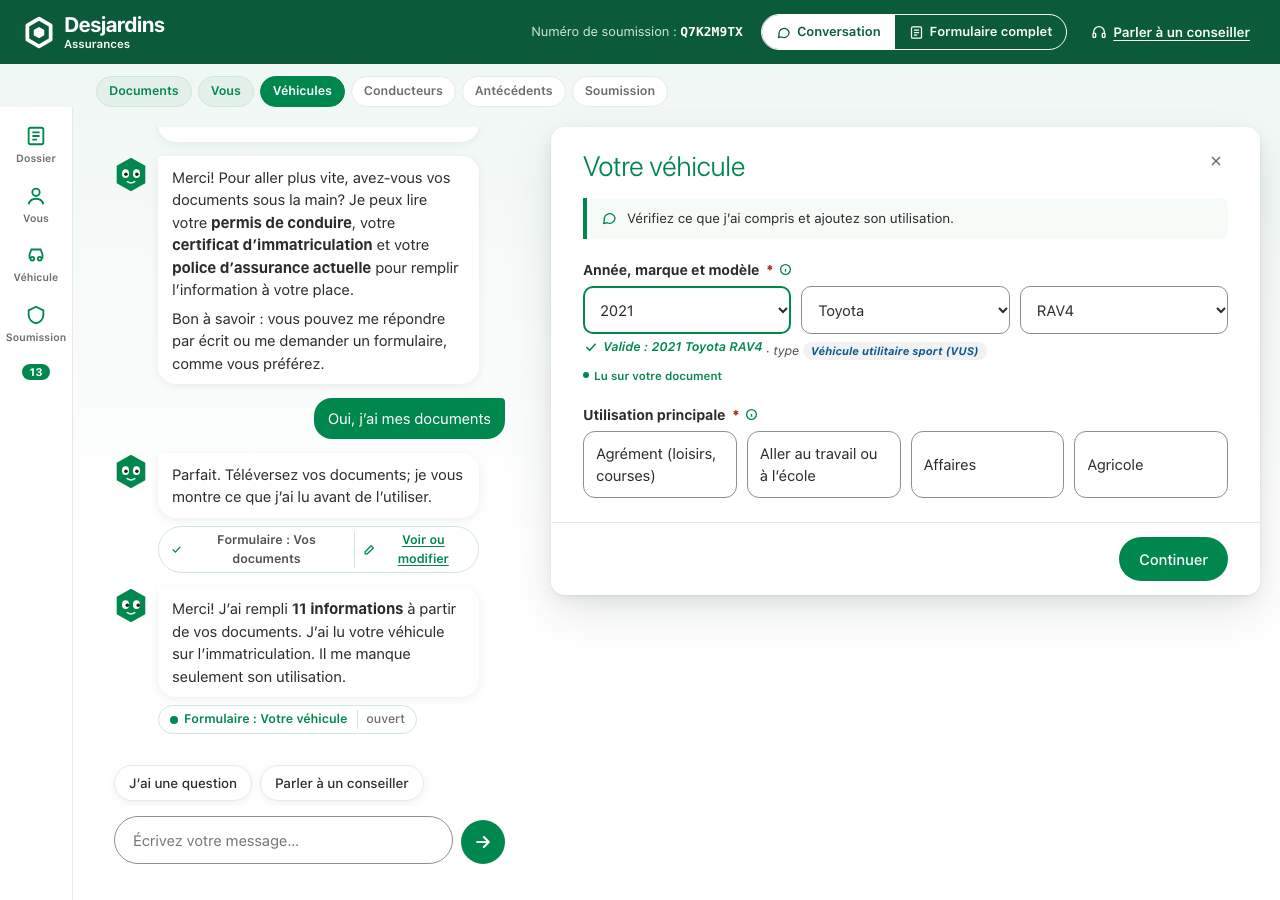 Desjardins
Assurances
Numéro de soumission : Q7K2M9TX
Conversation
Formulaire complet
Parler à un conseiller
Documents
Vous
Véhicules
Conducteurs
Antécédents
Soumission
Dossier
Vous
Véhicule
Soumission
13
Merci! Pour aller plus vite, avez-vous vos
documents sous la main? Je peux lire
votre permis de conduire, votre
certificat d’immatriculation et votre
police d’assurance actuelle pour remplir
l’information à votre place.
Bon à savoir : vous pouvez me répondre
par écrit ou me demander un formulaire,
comme vous préférez.
Oui, j’ai mes documents
Parfait. Téléversez vos documents; je vous
montre ce que j’ai lu avant de l’utiliser.
Formulaire : Vos
documents
Voir ou
modifier
Merci! J’ai rempli 11 informations à partir
de vos documents. J’ai lu votre véhicule
sur l’immatriculation. Il me manque
seulement son utilisation.
Formulaire : Votre véhicule
ouvert
J’ai une question
Parler à un conseiller
Écrivez votre message...
Votre véhicule
×
Vérifiez ce que j’ai compris et ajoutez son utilisation.
Année, marque et modèle *
2021
Toyota
RAV4
Valide : 2021 Toyota RAV4 . type Véhicule utilitaire sport (VUS)
Lu sur votre document
Utilisation principale *
Agrément (loisirs,
courses)
Aller au travail ou
à l’école
Affaires
Agricole
Continuer